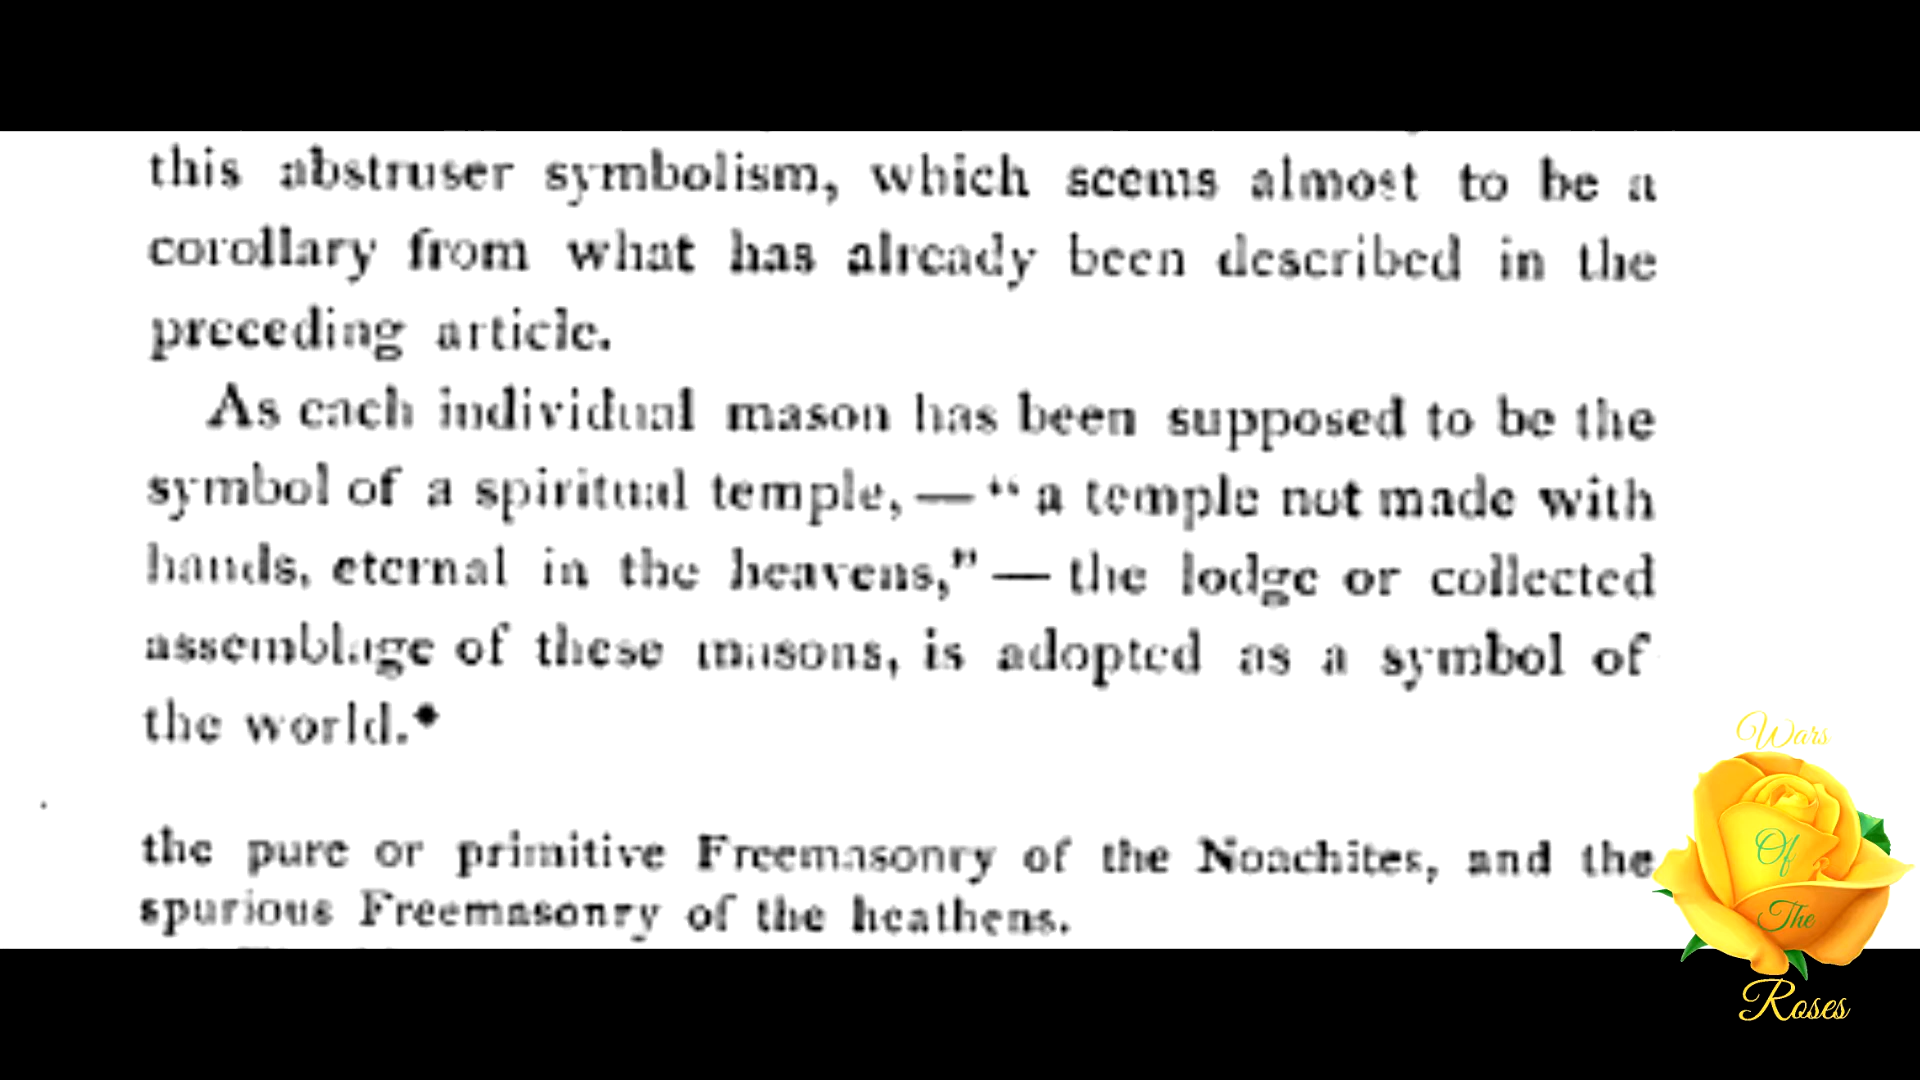 this abstruser symbolism, which seems almost to be a
corollary from what has already been described in the
preceding article.
As each individual mason has been supposed to be the
symbol of a spiritual temple, — “ a temple not made with
hands, eternal in the heavens,” — the lodge or collected
assemblage of these masons, is adopted as a symbol of
the world.*
the pure or primitive Freemasonry of the Noachites, and the
spurious Freemasonry of the heathens.
Wars
Of
The
Roses